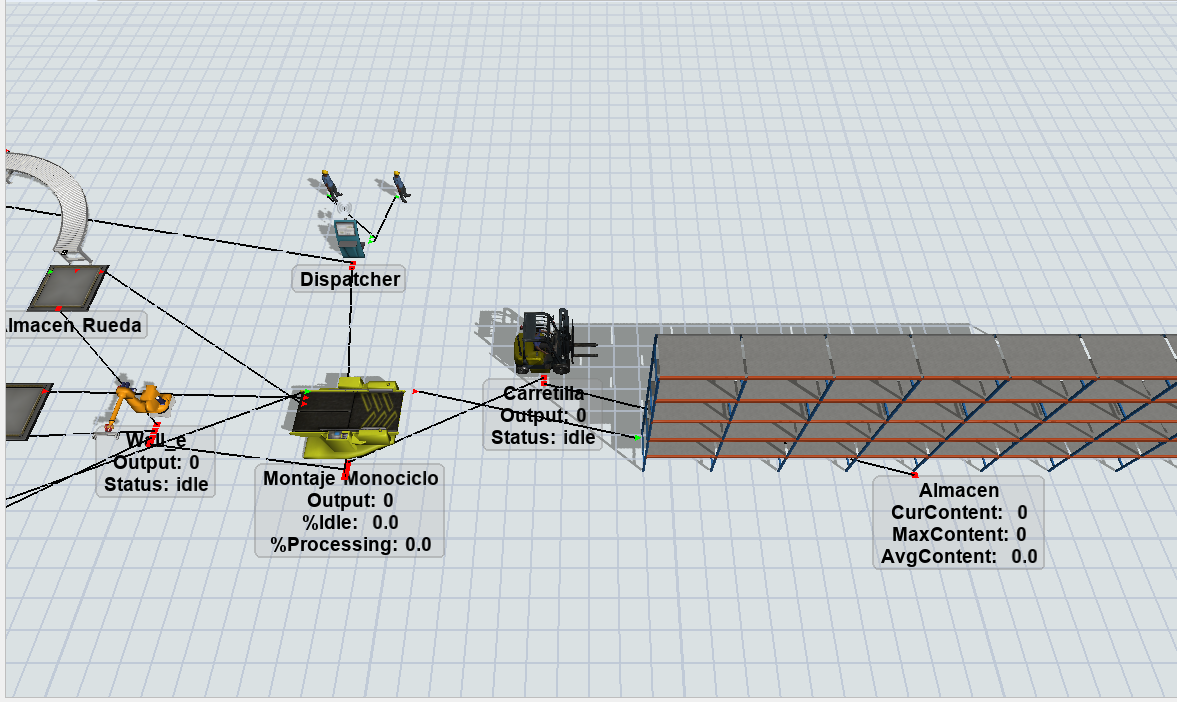 Dispatcher
lmacen Rueda
Carretilla
Output: 0
Status: idle
Wall_e
Output: 0
Status: idle
Montaje Monociclo
Output: 0
%Idle: 0.0
%Processing: 0.0
Almacen
CurContent: 0
MaxContent: 0
AvgContent: 0.0